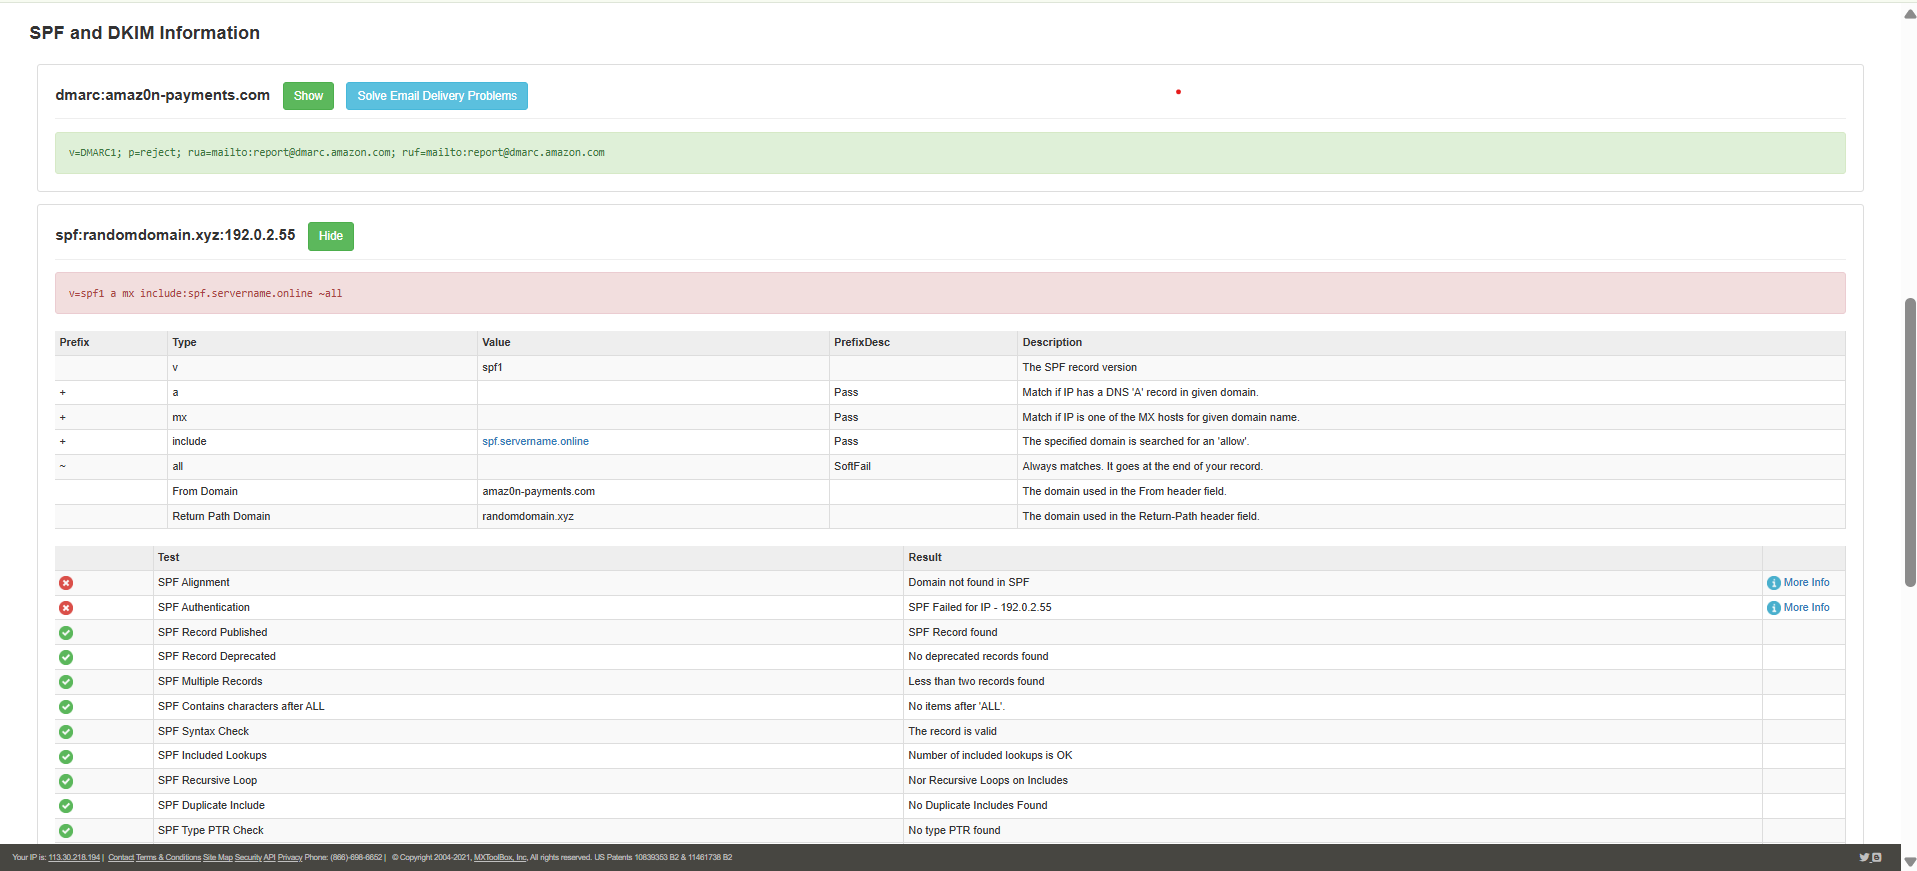 SPF and DKIM Information
dmarc:amaz0n-payments.com Show Solve Email Delivery Problems
v=DMARC1; p=reject; rua=mailto:report@dmarc.amazon.com; ruf=mailto:report@dmarc.amazon.com
spf:randomdomain.xyz:192.0.2.55 Hide
v=spf1 a mx include:spf.servername.online ~all
Prefix Type Value PrefixDesc Description
v spf1 The SPF record version
+ a Pass Match if IP has a DNS 'A' record in given domain.
+ mx Pass Match if IP is one of the MX hosts for given domain name.
+ include spf.servername.online Pass The specified domain is searched for an 'allow'.
~ all SoftFail Always matches. It goes at the end of your record.
From Domain amaz0n-payments.com The domain used in the From header field.
Return Path Domain randomdomain.xyz The domain used in the Return-Path header field.
Test Result
SPF Alignment Domain not found in SPF More Info
SPF Authentication SPF Failed for IP - 192.0.2.55 More Info
SPF Record Published SPF Record found
SPF Record Deprecated No deprecated records found
SPF Multiple Records Less than two records found
SPF Contains characters after ALL No items after 'ALL'.
SPF Syntax Check The record is valid
SPF Included Lookups Number of included lookups is OK
SPF Recursive Loop Nor Recursive Loops on Includes
SPF Duplicate Include No Duplicate Includes Found
SPF Type PTR Check No type PTR found
Your IP is: 113.30.218.194 | Contact Terms & Conditions Site Map Security API Privacy Phone: (866)-698-6652 | © Copyright 2004-2021, MXToolBox, Inc, All rights reserved. US Patents 10839353 B2 & 11461738 B2